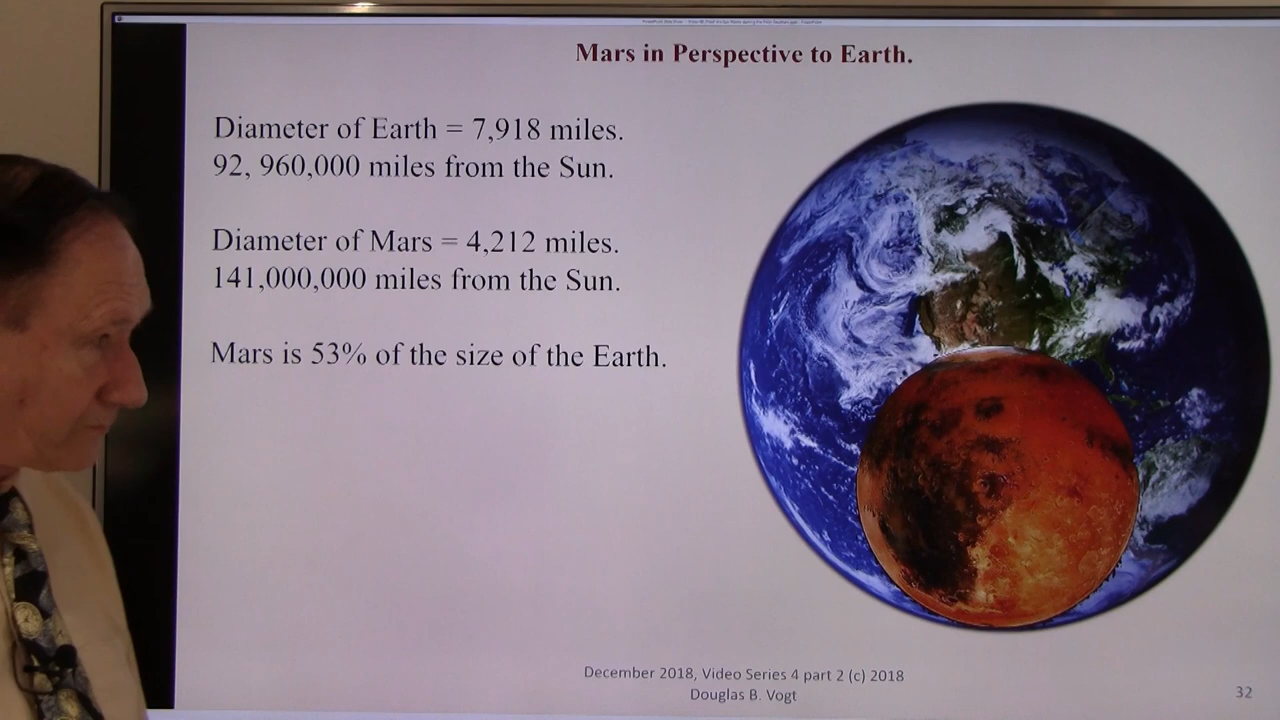 Mars in Perspective to Earth.
Diameter of Earth = 7,918 miles.
92, 960,000 miles from the Sun.
Diameter of Mars = 4,212 miles.
141,000,000 miles from the Sun.
Mars is 53% of the size of the Earth.
December 2018, Video Series 4 part 2 (c) 2018
Douglas B. Vogt
32